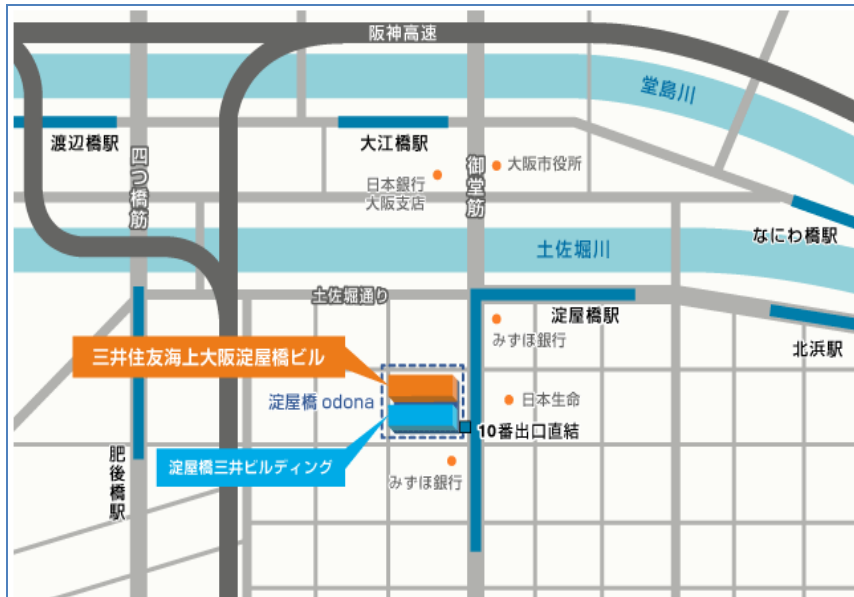 阪神高速
堂島川
渡辺橋駅
四つ橋筋
大江橋駅
御堂筋
大阪市役所
日本銀行
大阪支店
なにわ橋駅
土佐堀川
土佐堀通り
淀屋橋駅
みずほ銀行
北浜駅
三井住友海上大阪淀屋橋ビル
淀屋橋 odona
日本生命
10番出口直結
肥後橋駅
淀屋橋三井ビルディング
みずほ銀行